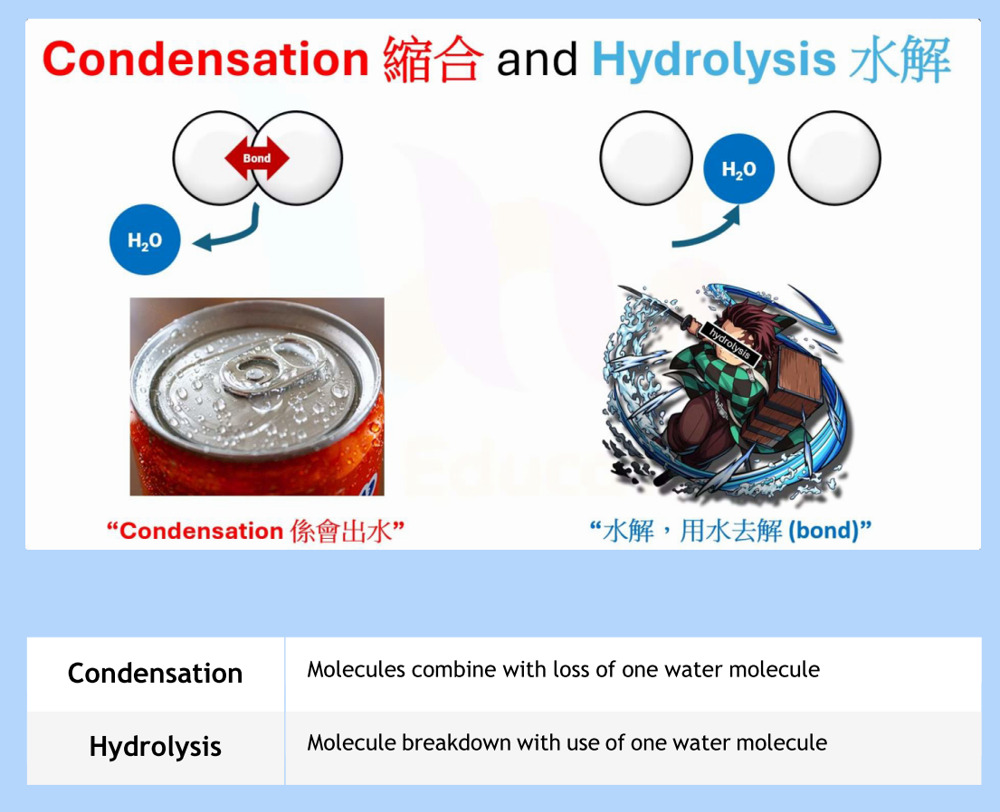 Condensation 縮合 and Hydrolysis 水解
Bond
H₂O
H₂O
hydrolysis
“Condensation 係會出水”
“水解，用水去解 (bond)”
Condensation
Molecules combine with loss of one water molecule
Hydrolysis
Molecule breakdown with use of one water molecule